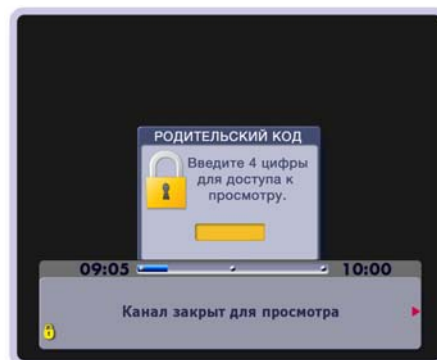 РОДИТЕЛЬСКИЙ КОД
Введите 4 цифры
для доступа к
просмотру.
09:05 10:00
Канал закрыт для просмотра